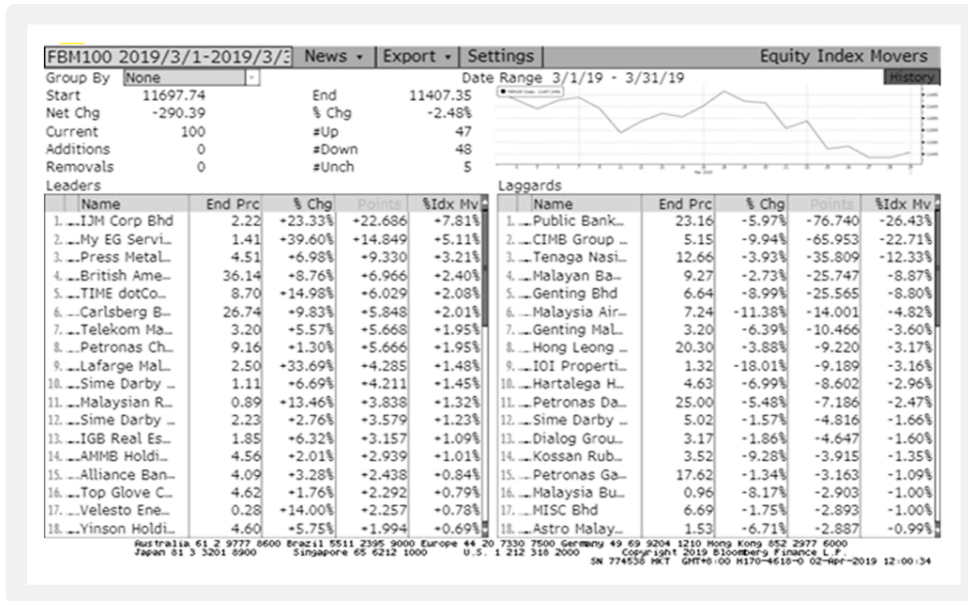 FBM100 2019/3/1-2019/3/3 News Export Settings Equity Index Movers
Group By None Date Range 3/1/19 - 3/31/19 History
Start 11697.74 End 11407.35
Net Chg -290.39 % Chg -2.48%
Current 100 #Up 47
Additions 0 #Down 48
Removals 0 #Unch 5
Leaders
Name End Prc % Chg Points %Idx Mv
1. IJM Corp Bhd 2.22 +23.33% +22.686 +7.81%
2. My EG Servi… 1.41 +39.60% +14.849 +5.11%
3. Press Metal… 4.51 +6.98% +9.330 +3.21%
4. British Ame… 36.14 +8.76% +6.966 +2.40%
5. TIME dotCo… 8.70 +14.98% +6.029 +2.08%
6. Carlsberg B… 26.74 +9.83% +5.848 +2.01%
7. Telekom Ma… 3.20 +5.57% +5.668 +1.95%
8. Petronas Ch… 9.16 +1.30% +5.666 +1.95%
9. Lafarge Mal… 2.50 +33.69% +4.285 +1.48%
10. Sime Darby … 1.11 +6.69% +4.211 +1.45%
11. Malaysian R… 0.89 +13.46% +3.838 +1.32%
12. Sime Darby … 2.23 +2.76% +3.579 +1.23%
13. IGB Real Es… 1.85 +6.32% +3.157 +1.09%
14. AMMB Holdi… 4.56 +2.01% +2.939 +1.01%
15. Alliance Ban… 4.09 +3.28% +2.438 +0.84%
16. Top Glove C… 4.62 +1.76% +2.292 +0.79%
17. Velesto Ene… 0.28 +14.00% +2.257 +0.78%
18. Yinson Holdi… 4.60 +5.75% +1.994 +0.69%
Laggards
Name End Prc % Chg Points %Idx Mv
1. Public Bank… 23.16 -5.97% -76.740 -26.43%
2. CIMB Group … 5.15 -9.94% -65.953 -22.71%
3. Tenaga Nasi… 12.66 -3.93% -35.809 -12.33%
4. Malayan Ba… 9.27 -2.73% -25.747 -8.87%
5. Genting Bhd 6.64 -8.99% -25.565 -8.80%
6. Malaysia Air… 7.24 -11.38% -14.001 -4.82%
7. Genting Mal… 3.20 -6.39% -10.466 -3.60%
8. Hong Leong … 20.30 -3.88% -9.220 -3.17%
9. IOI Properti… 1.32 -18.01% -9.189 -3.16%
10. Hartalega H… 4.63 -6.99% -8.602 -2.96%
11. Petronas Da… 25.00 -5.48% -7.186 -2.47%
12. Sime Darby … 5.02 -1.57% -4.816 -1.66%
13. Dialog Grou… 3.17 -1.86% -4.647 -1.60%
14. Kossan Rub… 3.52 -9.28% -3.915 -1.35%
15. Petronas Ga… 17.62 -1.34% -3.163 -1.09%
16. Malaysia Bu… 0.96 -8.17% -2.903 -1.00%
17. MISC Bhd 6.69 -1.75% -2.893 -1.00%
18. Astro Malay… 1.53 -6.71% -2.887 -0.99%
Australia 61 2 9777 8600 Brazil 5511 2395 9000 Europe 44 20 7330 7500 Germany 49 69 9204 1210 Hong Kong 852 2977 6000
Japan 81 3 3201 8900 Singapore 65 6212 1000 U.S. 1 212 318 2000 Copyright 2019 Bloomberg Finance L.P.
SN 774538 HKT GMT+8:00 H170-4618-0 02-Apr-2019 12:00:34